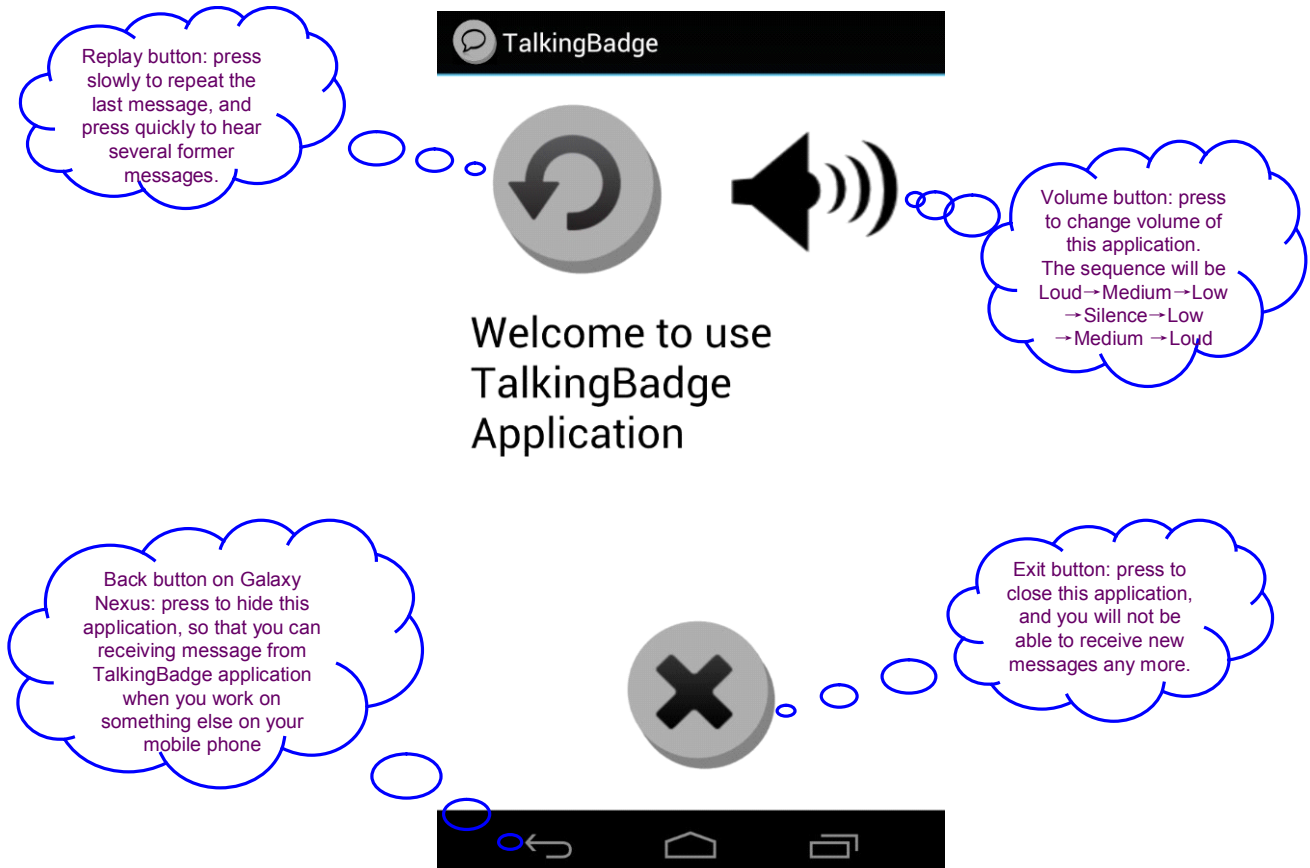 TalkingBadge
Replay button: press
slowly to repeat the
last message, and
press quickly to hear
several former
messages.
Volume button: press
to change volume of
this application.
The sequence will be
Loud→Medium→Low
→Silence→Low
→Medium →Loud
Welcome to use
TalkingBadge
Application
Back button on Galaxy
Nexus: press to hide this
application, so that you can
receiving message from
TalkingBadge application
when you work on
something else on your
mobile phone
Exit button: press to
close this application,
and you will not be
able to receive new
messages any more.